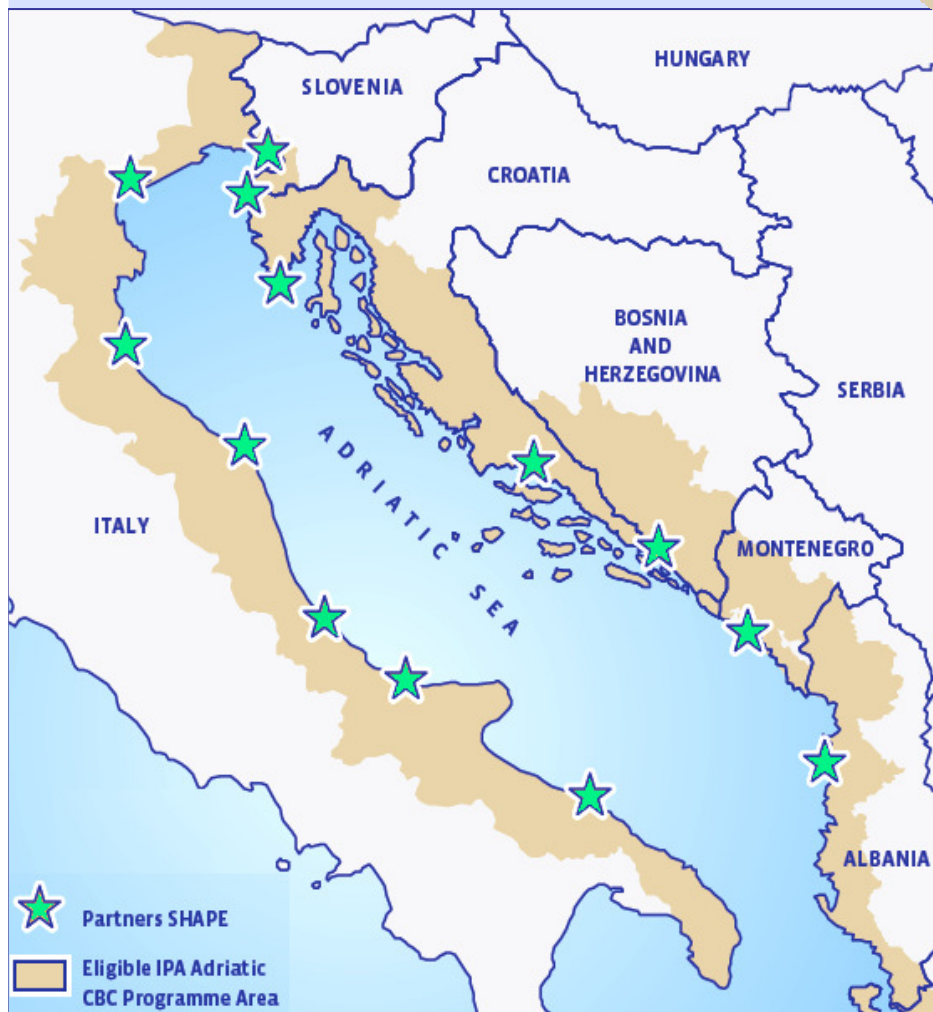 HUNGARY
SLOVENIA
CROATIA
BOSNIA
AND
HERZEGOVINA
SERBIA
ADRIATIC SEA
ITALY
MONTENEGRO
ALBANIA
Partners SHAPE
Eligible IPA Adriatic
CBC Programme Area